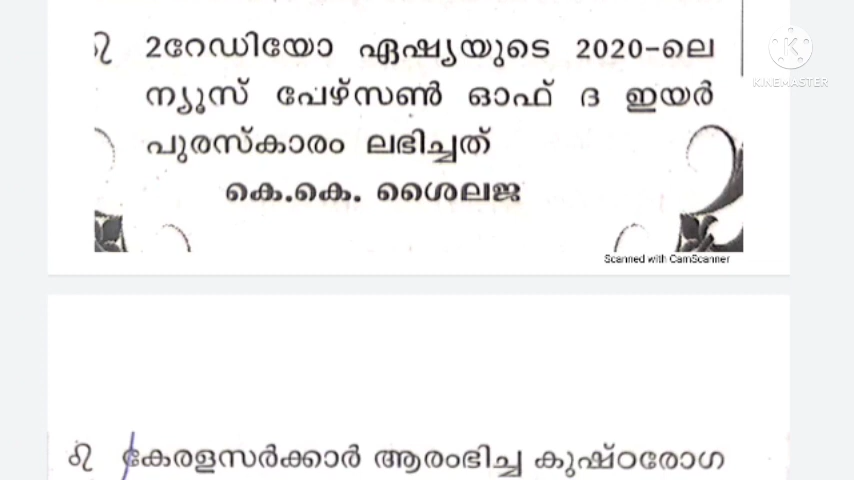 2റേഡിയോ ഏഷ്യയുടെ 2020-ലെ
ന്യൂസ് പേഴ്സൺ ഓഫ് ദ ഇയർ
പുരസ്കാരം ലഭിച്ചത്
കെ.കെ. ശൈലജ
Scanned with CamScanner
കേരളസർക്കാർ ആരംഭിച്ച കുഷ്ഠരോഗ
KINEMASTER